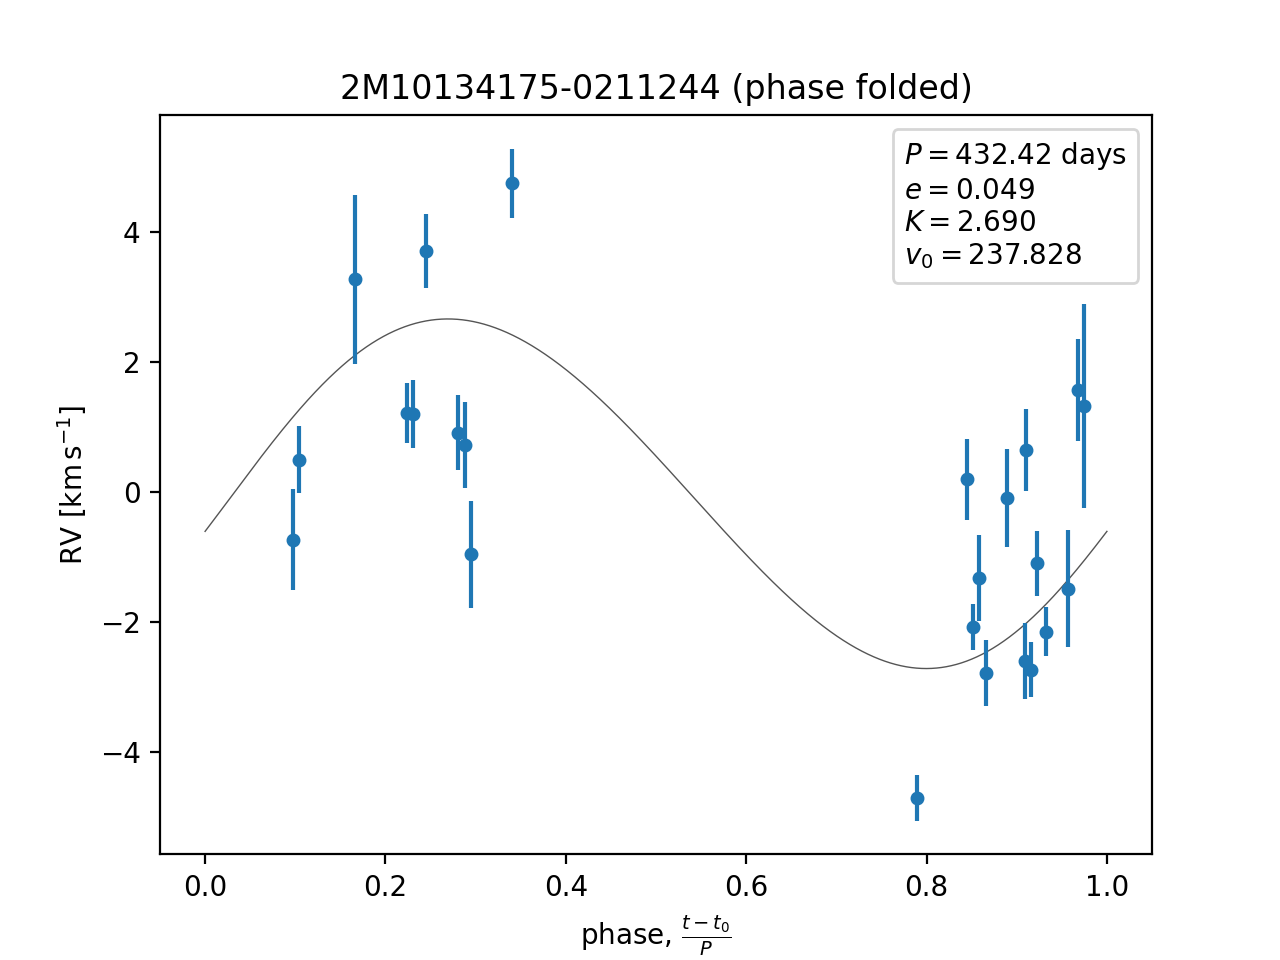 2M10134175-0211244 (phase folded)
P = 432.42 days
e = 0.049
K = 2.690
v₀ = 237.828
RV [km s⁻¹]
4
2
0
−2
−4
0.0 0.2 0.4 0.6 0.8 1.0
phase, (t − t₀)/P